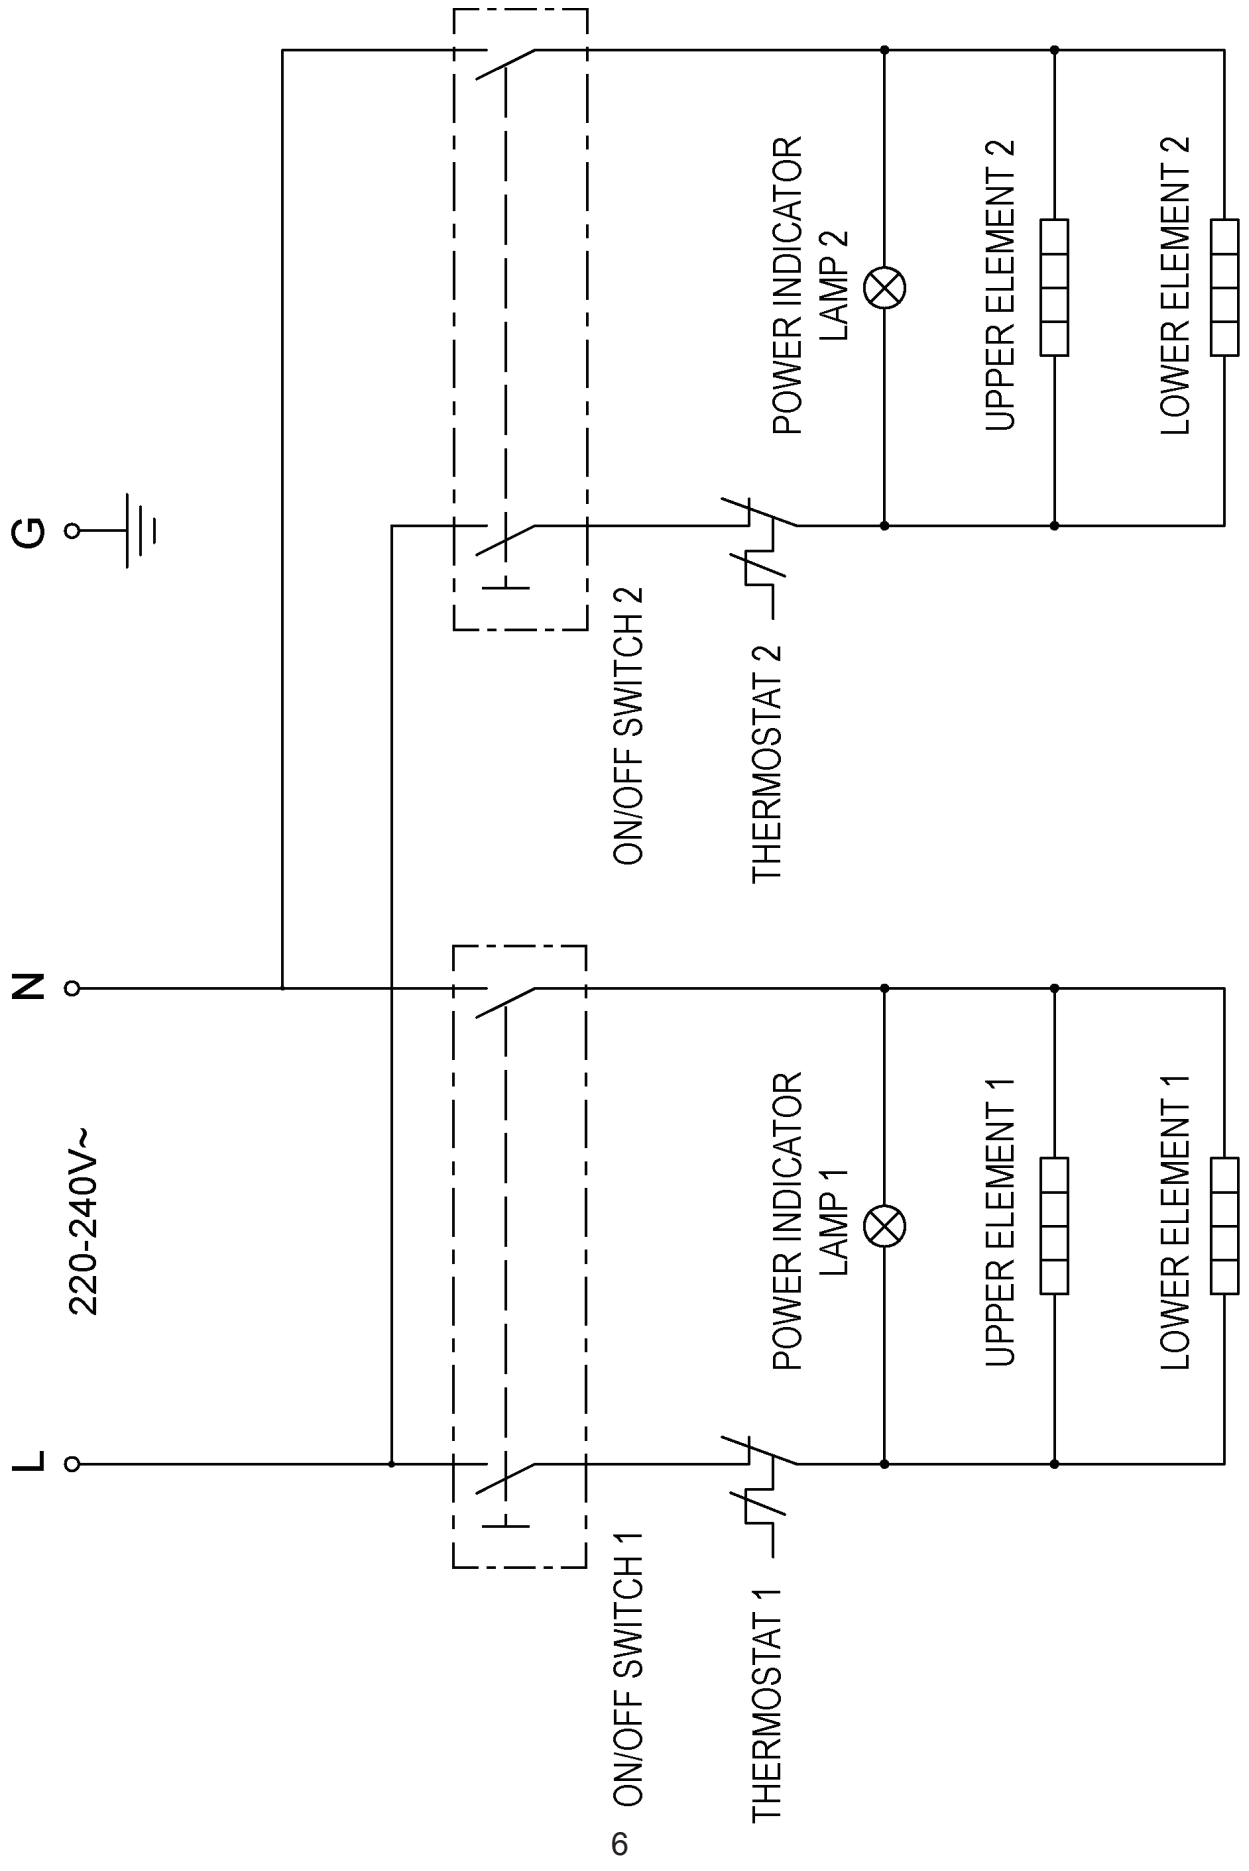 L
220-240V~
N
G
ON/OFF SWITCH 1
ON/OFF SWITCH 2
THERMOSTAT 1
THERMOSTAT 2
POWER INDICATOR
LAMP 1
POWER INDICATOR
LAMP 2
UPPER ELEMENT 1
UPPER ELEMENT 2
LOWER ELEMENT 1
LOWER ELEMENT 2
6